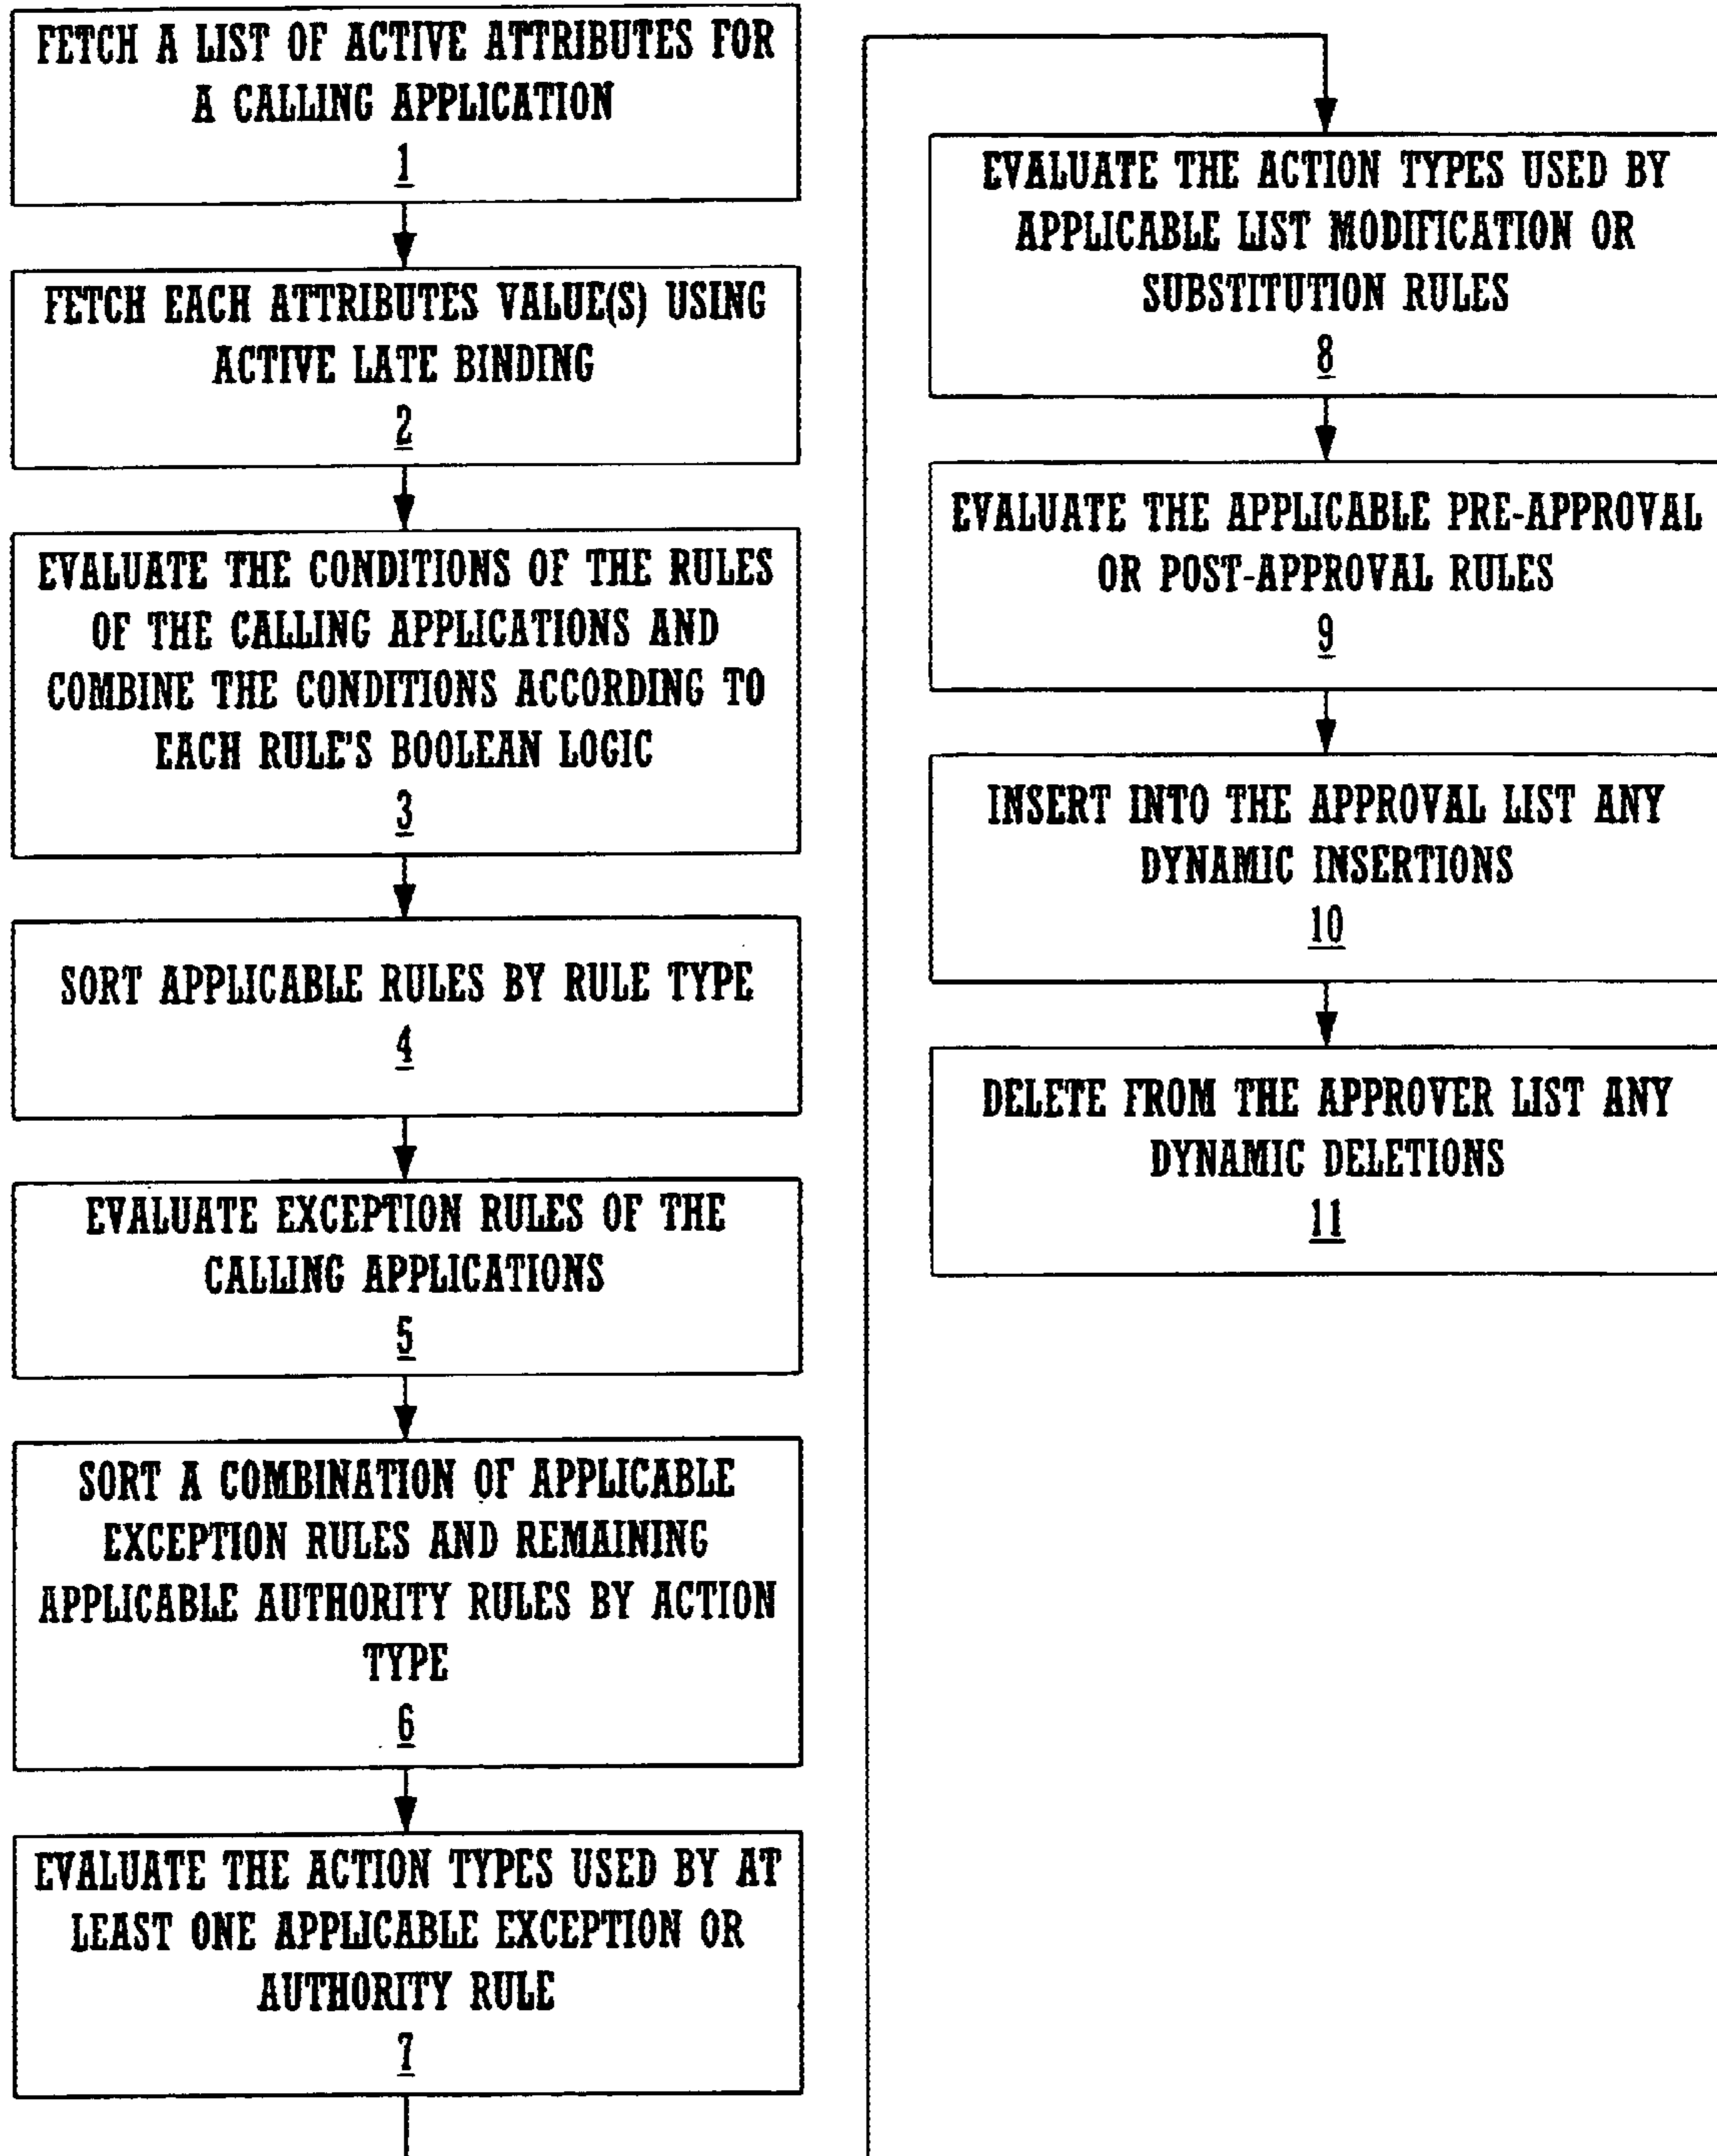 FETCH A LIST OF ACTIVE ATTRIBUTES FOR
A CALLING APPLICATION
1
FETCH EACH ATTRIBUTES VALUE(S) USING
ACTIVE LATE BINDING
2
EVALUATE THE CONDITIONS OF THE RULES
OF THE CALLING APPLICATIONS AND
COMBINE THE CONDITIONS ACCORDING TO
EACH RULE'S BOOLEAN LOGIC
3
SORT APPLICABLE RULES BY RULE TYPE
4
EVALUATE EXCEPTION RULES OF THE
CALLING APPLICATIONS
5
SORT A COMBINATION OF APPLICABLE
EXCEPTION RULES AND REMAINING
APPLICABLE AUTHORITY RULES BY ACTION
TYPE
6
EVALUATE THE ACTION TYPES USED BY AT
LEAST ONE APPLICABLE EXCEPTION OR
AUTHORITY RULE
7
EVALUATE THE ACTION TYPES USED BY
APPLICABLE LIST MODIFICATION OR
SUBSTITUTION RULES
8
EVALUATE THE APPLICABLE PRE-APPROVAL
OR POST-APPROVAL RULES
9
INSERT INTO THE APPROVAL LIST ANY
DYNAMIC INSERTIONS
10
DELETE FROM THE APPROVER LIST ANY
DYNAMIC DELETIONS
11